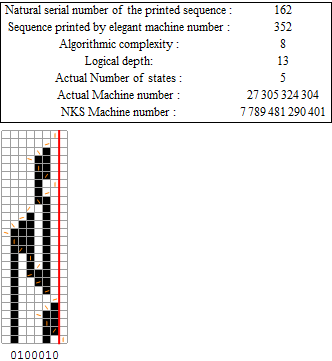 Natural serial number of the printed sequence : 162
Sequence printed by elegant machine number : 352
Algorithmic complexity : 8
Logical depth: 13
Actual Number of states : 5
Actual Machine number : 27 305 324 304
NKS Machine number : 7 789 481 290 401
0100010